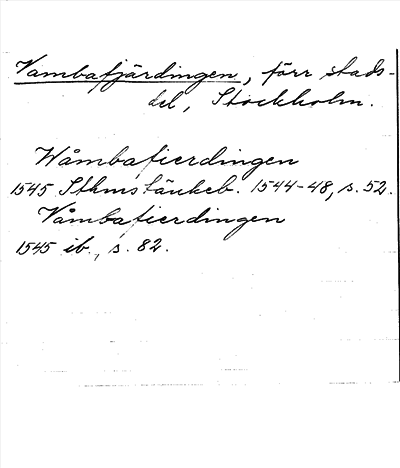 Vambafjärdingen, förr stads-
del, Stockholm.
Wåmbafierdingen
1545 Sthms tänkeb. 1544-48, s. 52.
Våmbafierdingen
1545 ib., s. 82.